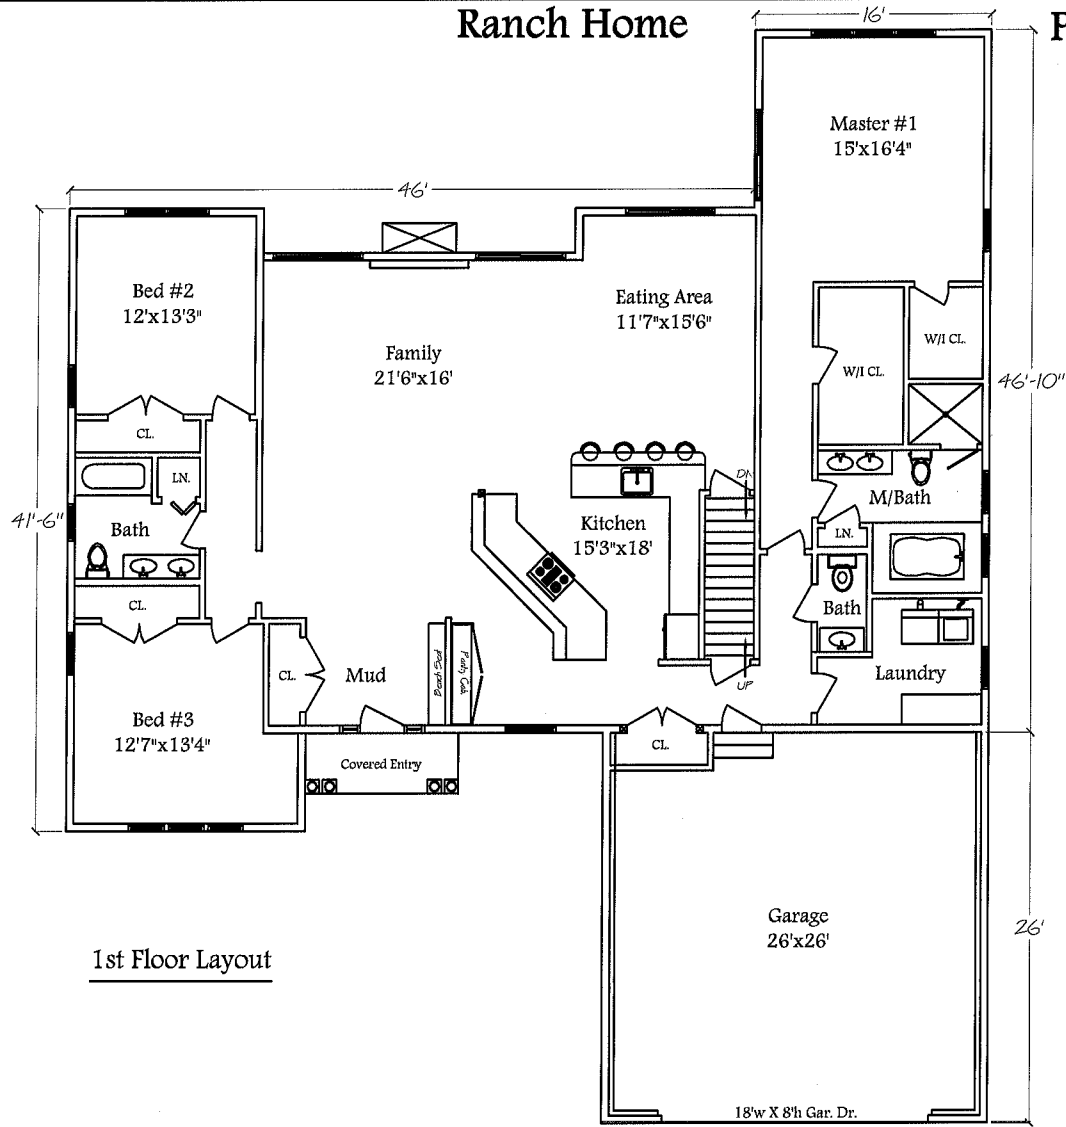 Ranch Home
P
16'
46'
Master #1
15'x16'4"
Bed #2
12'x13'3"
Eating Area
11'7"x15'6"
Family
21'6"x16'
W/I CL.
W/I CL.
46'-10"
CL.
LN.
DN
M/Bath
41'-6"
Bath
Kitchen
15'3"x18'
LN.
CL.
Bath
CL.
Mud
Bench Seat
Pantry Cab.
UP
Laundry
Bed #3
12'7"x13'4"
CL.
Covered Entry
Garage
26'x26'
26'
1st Floor Layout
18'w X 8'h Gar. Dr.